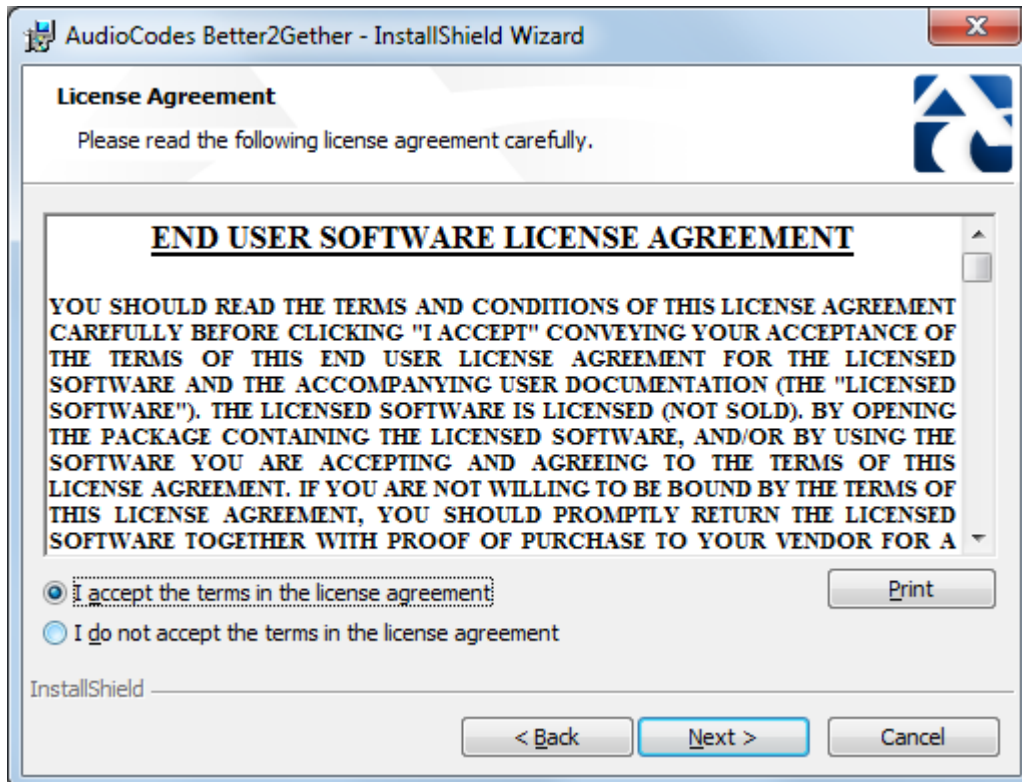 AudioCodes Better2Gether - InstallShield Wizard
License Agreement
Please read the following license agreement carefully.
END USER SOFTWARE LICENSE AGREEMENT
YOU SHOULD READ THE TERMS AND CONDITIONS OF THIS LICENSE AGREEMENT
CAREFULLY BEFORE CLICKING "I ACCEPT" CONVEYING YOUR ACCEPTANCE OF
THE TERMS OF THIS END USER LICENSE AGREEMENT FOR THE LICENSED
SOFTWARE AND THE ACCOMPANYING USER DOCUMENTATION (THE "LICENSED
SOFTWARE"). THE LICENSED SOFTWARE IS LICENSED (NOT SOLD). BY OPENING
THE PACKAGE CONTAINING THE LICENSED SOFTWARE, AND/OR BY USING THE
SOFTWARE YOU ARE ACCEPTING AND AGREEING TO THE TERMS OF THIS
LICENSE AGREEMENT. IF YOU ARE NOT WILLING TO BE BOUND BY THE TERMS OF
THIS LICENSE AGREEMENT, YOU SHOULD PROMPTLY RETURN THE LICENSED
SOFTWARE TOGETHER WITH PROOF OF PURCHASE TO YOUR VENDOR FOR A
I accept the terms in the license agreement
Print
I do not accept the terms in the license agreement
InstallShield
< Back
Next >
Cancel